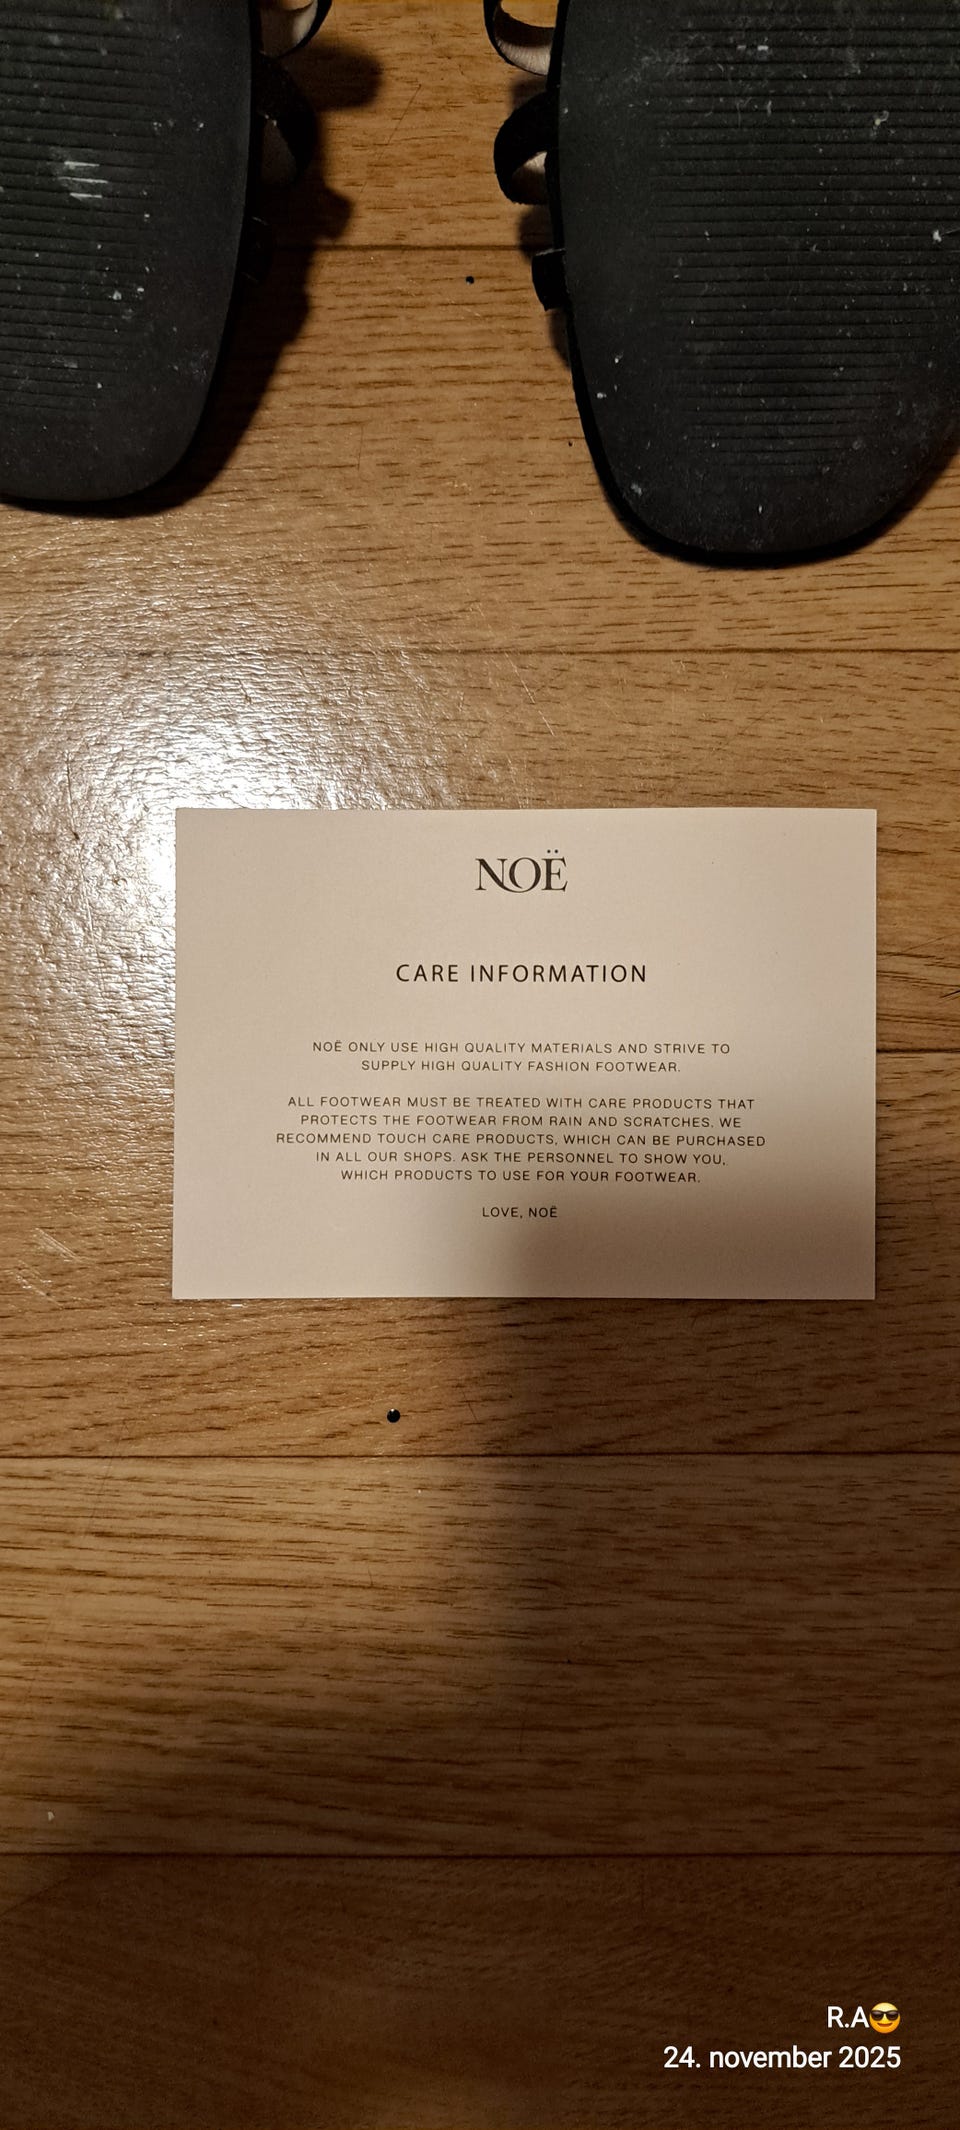 NOË
CARE INFORMATION
NOË ONLY USE HIGH QUALITY MATERIALS AND STRIVE TO
SUPPLY HIGH QUALITY FASHION FOOTWEAR.
ALL FOOTWEAR MUST BE TREATED WITH CARE PRODUCTS THAT
PROTECTS THE FOOTWEAR FROM RAIN AND SCRATCHES. WE
RECOMMEND TOUCH CARE PRODUCTS, WHICH CAN BE PURCHASED
IN ALL OUR SHOPS. ASK THE PERSONNEL TO SHOW YOU,
WHICH PRODUCTS TO USE FOR YOUR FOOTWEAR.
LOVE, NOË
R.A😎
24. november 2025